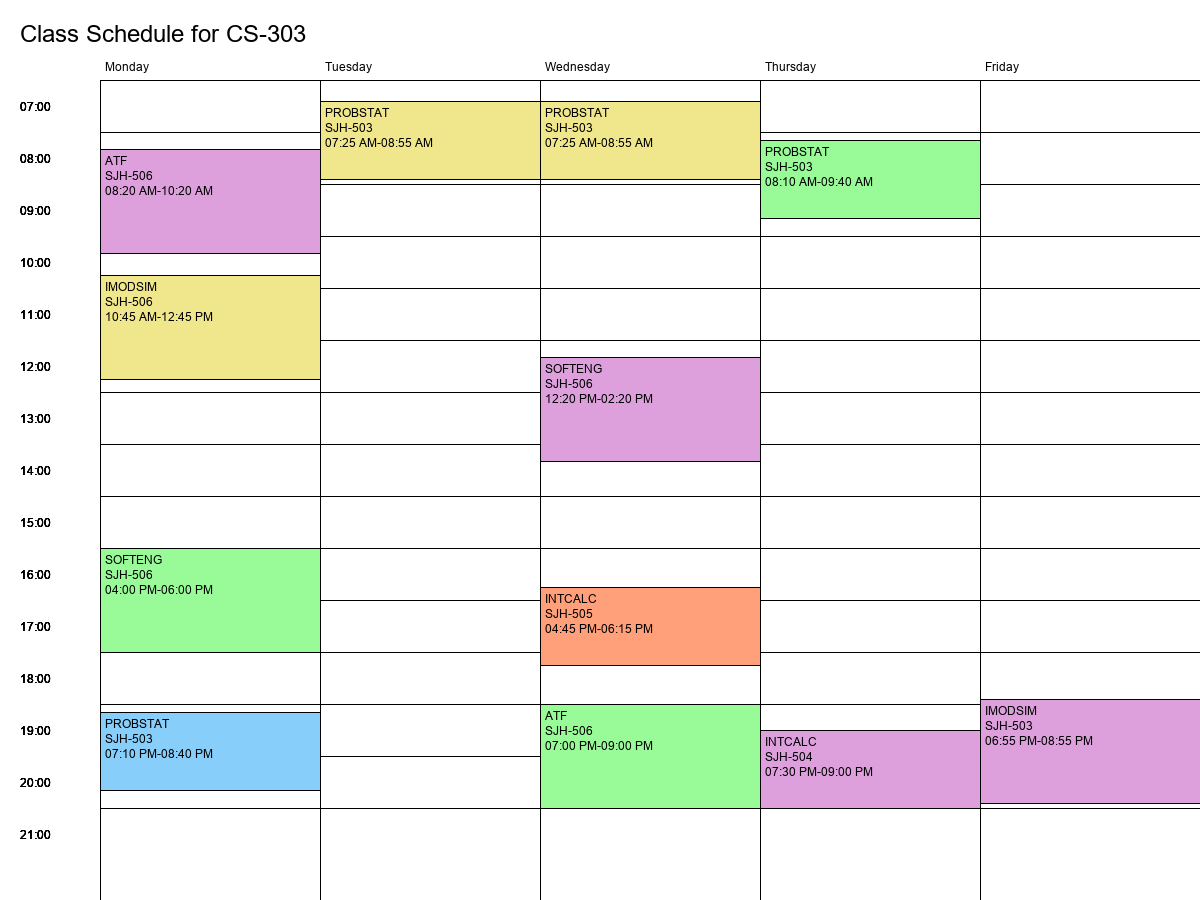 Class Schedule for CS-303
Monday
Tuesday
Wednesday
Thursday
Friday
07:00
08:00
09:00
10:00
11:00
12:00
13:00
14:00
15:00
16:00
17:00
18:00
19:00
20:00
21:00
ATF
SJH-506
08:20 AM-10:20 AM
IMODSIM
SJH-506
10:45 AM-12:45 PM
SOFTENG
SJH-506
04:00 PM-06:00 PM
PROBSTAT
SJH-503
07:10 PM-08:40 PM
PROBSTAT
SJH-503
07:25 AM-08:55 AM
PROBSTAT
SJH-503
07:25 AM-08:55 AM
SOFTENG
SJH-506
12:20 PM-02:20 PM
INTCALC
SJH-505
04:45 PM-06:15 PM
ATF
SJH-506
07:00 PM-09:00 PM
PROBSTAT
SJH-503
08:10 AM-09:40 AM
INTCALC
SJH-504
07:30 PM-09:00 PM
IMODSIM
SJH-503
06:55 PM-08:55 PM